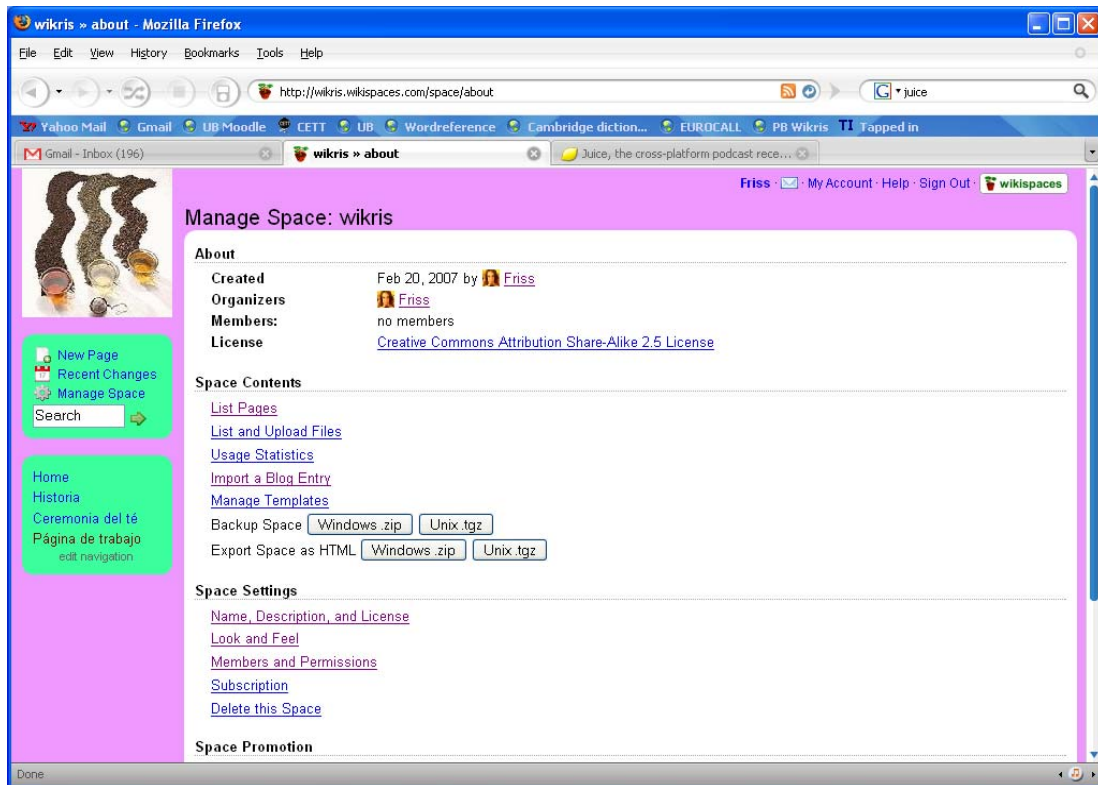 wikris » about - Mozilla Firefox
File Edit View History Bookmarks Tools Help
http://wikris.wikispaces.com/space/about G juice
Yahoo Mail Gmail UB Moodle CETT UB Wordreference Cambridge diction... EUROCALL PB Wikris TI Tapped in
Gmail - Inbox (196) wikris » about Juice, the cross-platform podcast rece...
Friss · My Account · Help · Sign Out · wikispaces
Manage Space: wikris
About
Created Feb 20, 2007 by Friss
Organizers Friss
Members: no members
License Creative Commons Attribution Share-Alike 2.5 License
New Page
Recent Changes
Manage Space
Search
Home
Historia
Ceremonia del té
Página de trabajo
edit navigation
Space Contents
List Pages
List and Upload Files
Usage Statistics
Import a Blog Entry
Manage Templates
Backup Space Windows .zip Unix .tgz
Export Space as HTML Windows .zip Unix .tgz
Space Settings
Name, Description, and License
Look and Feel
Members and Permissions
Subscription
Delete this Space
Space Promotion
Done